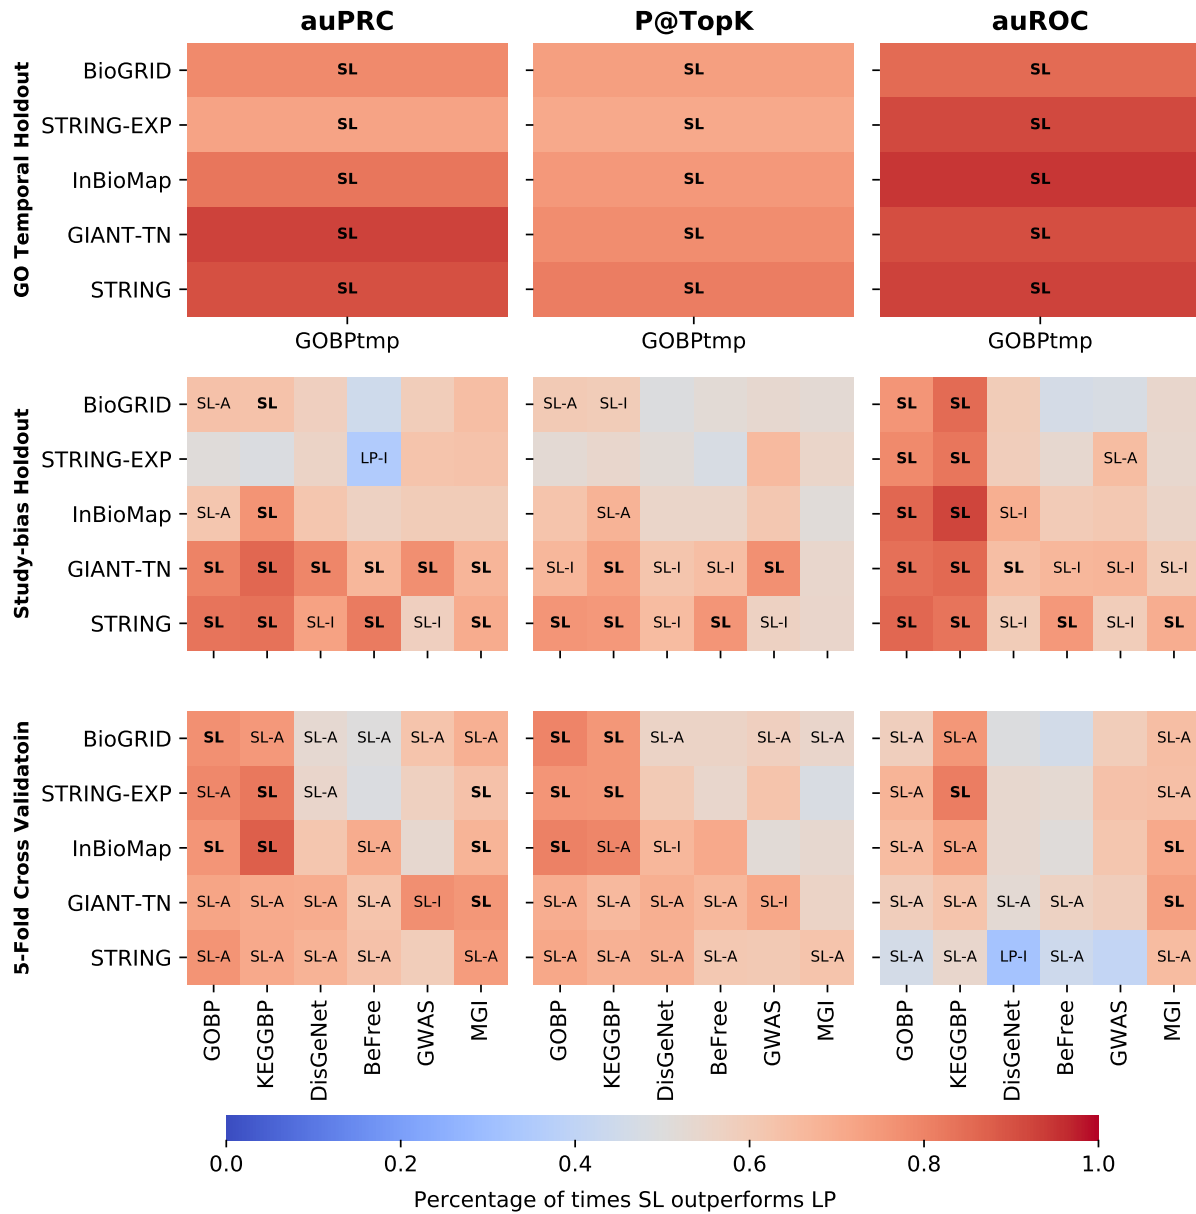 auPRC P@TopK auROC
GO Temporal Holdout
BioGRID SL SL SL
STRING-EXP SL SL SL
InBioMap SL SL SL
GIANT-TN SL SL SL
STRING SL SL SL
GOBPtmp GOBPtmp GOBPtmp
Study-bias Holdout
BioGRID SL-A SL SL-A SL-I SL SL
STRING-EXP LP-I SL SL SL-A
InBioMap SL-A SL SL-A SL SL SL-I
GIANT-TN SL SL SL SL SL SL SL-I SL SL-I SL-I SL SL SL SL SL-I SL-I SL-I
STRING SL SL SL-I SL SL-I SL SL SL SL-I SL SL-I SL SL SL-I SL SL-I SL
5-Fold Cross Validatoin
BioGRID SL SL-A SL-A SL-A SL-A SL-A SL SL SL-A SL-A SL-A SL-A SL-A SL-A
STRING-EXP SL-A SL SL-A SL SL SL SL-A SL SL-A
InBioMap SL SL SL-A SL SL SL-A SL-I SL-A SL-A SL
GIANT-TN SL-A SL-A SL-A SL-A SL-I SL SL-A SL-A SL-A SL-A SL-I SL-A SL-A SL-A SL-A SL
STRING SL-A SL-A SL-A SL-A SL-A SL-A SL-A SL-A SL-A SL-A SL-A SL-A LP-I SL-A SL-A
GOBP KEGGBP DisGeNet BeFree GWAS MGI GOBP KEGGBP DisGeNet BeFree GWAS MGI GOBP KEGGBP DisGeNet BeFree GWAS MGI
0.0 0.2 0.4 0.6 0.8 1.0
Percentage of times SL outperforms LP